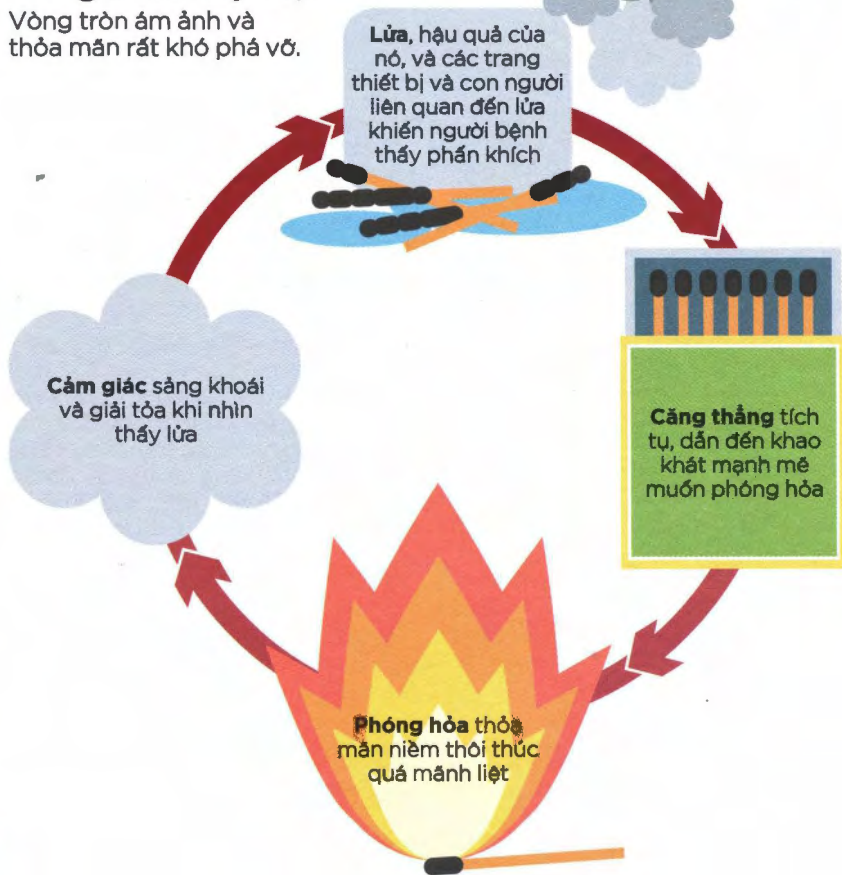 Vòng tròn ám ảnh và
thỏa mãn rất khó phá vỡ.
Lửa, hậu quả của
nó, và các trang
thiết bị và con người
liên quan đến lửa
khiến người bệnh
thấy phấn khích
Căng thẳng tích
tụ, dẫn đến khao
khát mạnh mẽ
muốn phóng hỏa
Phóng hỏa thỏa
mãn niềm thôi thúc
quá mãnh liệt
Cảm giác sảng khoái
và giải tỏa khi nhìn
thấy lửa